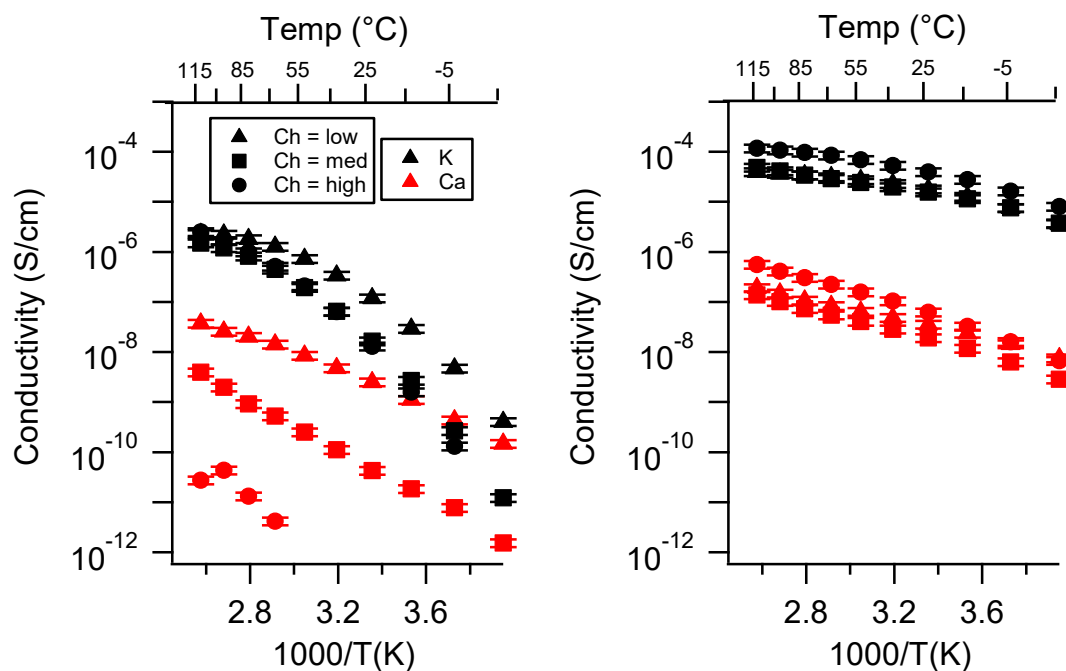 Temp (°C)
115 85 55 25 -5
Conductivity (S/cm)
10-4
10-6
10-8
10-10
10-12
Ch = low
Ch = med
Ch = high
K
Ca
2.8 3.2 3.6
1000/T(K)
Temp (°C)
115 85 55 25 -5
Conductivity (S/cm)
10-4
10-6
10-8
10-10
10-12
2.8 3.2 3.6
1000/T(K)